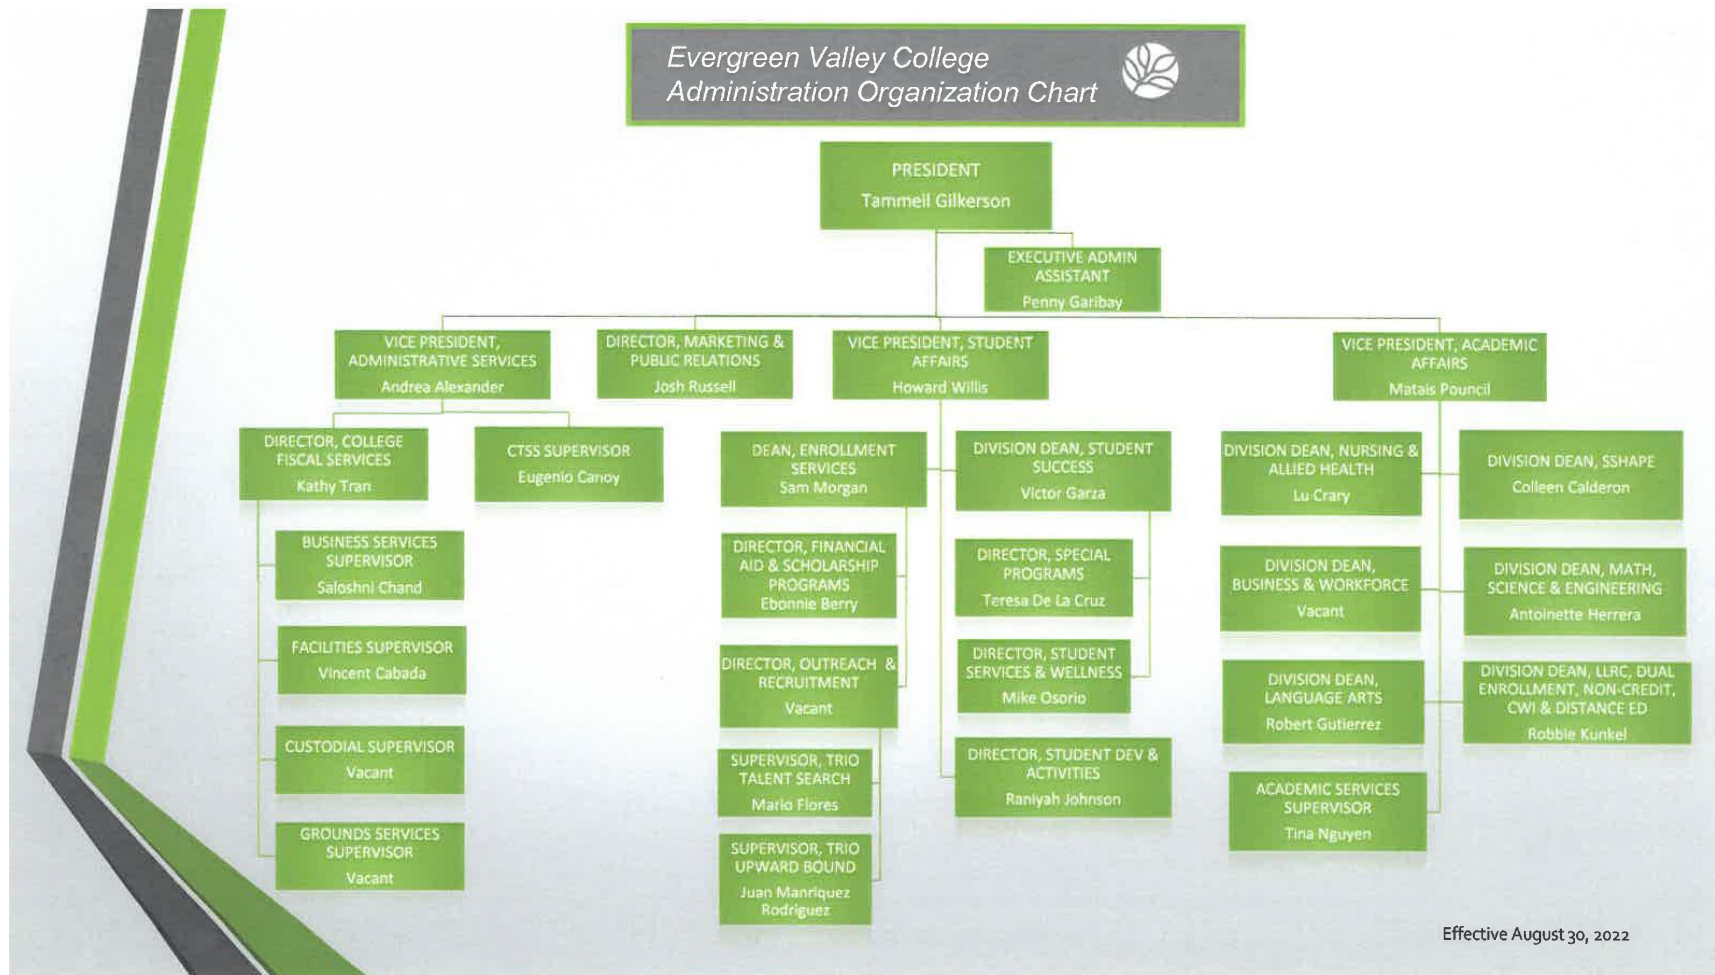 Evergreen Valley College
Administration Organization Chart
PRESIDENT
Tammeil Gilkerson
EXECUTIVE ADMIN
ASSISTANT
Penny Garibay
VICE PRESIDENT,
ADMINISTRATIVE SERVICES
Andrea Alexander
DIRECTOR, MARKETING &
PUBLIC RELATIONS
Josh Russell
VICE PRESIDENT, STUDENT
AFFAIRS
Howard Willis
VICE PRESIDENT, ACADEMIC
AFFAIRS
Matais Pouncil
DIRECTOR, COLLEGE
FISCAL SERVICES
Kathy Tran
CTSS SUPERVISOR
Eugenio Canoy
BUSINESS SERVICES
SUPERVISOR
Saloshni Chand
FACILITIES SUPERVISOR
Vincent Cabada
CUSTODIAL SUPERVISOR
Vacant
GROUNDS SERVICES
SUPERVISOR
Vacant
DEAN, ENROLLMENT
SERVICES
Sam Morgan
DIRECTOR, FINANCIAL
AID & SCHOLARSHIP
PROGRAMS
Ebonnie Berry
DIRECTOR, OUTREACH &
RECRUITMENT
Vacant
SUPERVISOR, TRIO
TALENT SEARCH
Mario Flores
SUPERVISOR, TRIO
UPWARD BOUND
Juan Manriquez
Rodriguez
DIVISION DEAN, STUDENT
SUCCESS
Victor Garza
DIRECTOR, SPECIAL
PROGRAMS
Teresa De La Cruz
DIRECTOR, STUDENT
SERVICES & WELLNESS
Mike Osorio
DIRECTOR, STUDENT DEV &
ACTIVITIES
Raniyah Johnson
DIVISION DEAN, NURSING &
ALLIED HEALTH
Lu Crary
DIVISION DEAN, SSHAPE
Colleen Calderon
DIVISION DEAN,
BUSINESS & WORKFORCE
Vacant
DIVISION DEAN, MATH,
SCIENCE & ENGINEERING
Antoinette Herrera
DIVISION DEAN,
LANGUAGE ARTS
Robert Gutierrez
DIVISION DEAN, LLRC, DUAL
ENROLLMENT, NON-CREDIT,
CWI & DISTANCE ED
Robbie Kunkel
ACADEMIC SERVICES
SUPERVISOR
Tina Nguyen
Effective August 30, 2022